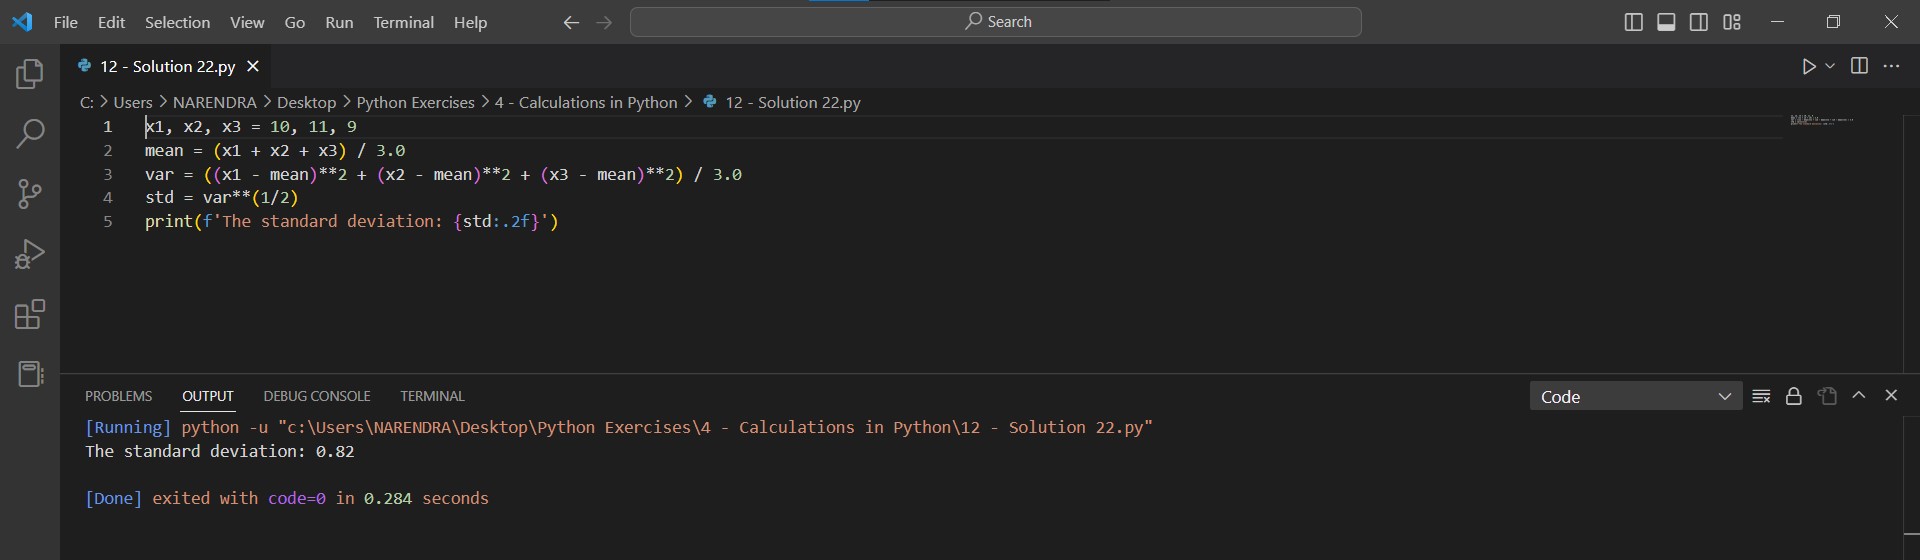 File Edit Selection View Go Run Terminal Help Search
12 - Solution 22.py
C: > Users > NARENDRA > Desktop > Python Exercises > 4 - Calculations in Python > 12 - Solution 22.py
1 x1, x2, x3 = 10, 11, 9
2 mean = (x1 + x2 + x3) / 3.0
3 var = ((x1 - mean)**2 + (x2 - mean)**2 + (x3 - mean)**2) / 3.0
4 std = var**(1/2)
5 print(f'The standard deviation: {std:.2f}')
PROBLEMS OUTPUT DEBUG CONSOLE TERMINAL Code
[Running] python -u "c:\Users\NARENDRA\Desktop\Python Exercises\4 - Calculations in Python\12 - Solution 22.py"
The standard deviation: 0.82
[Done] exited with code=0 in 0.284 seconds